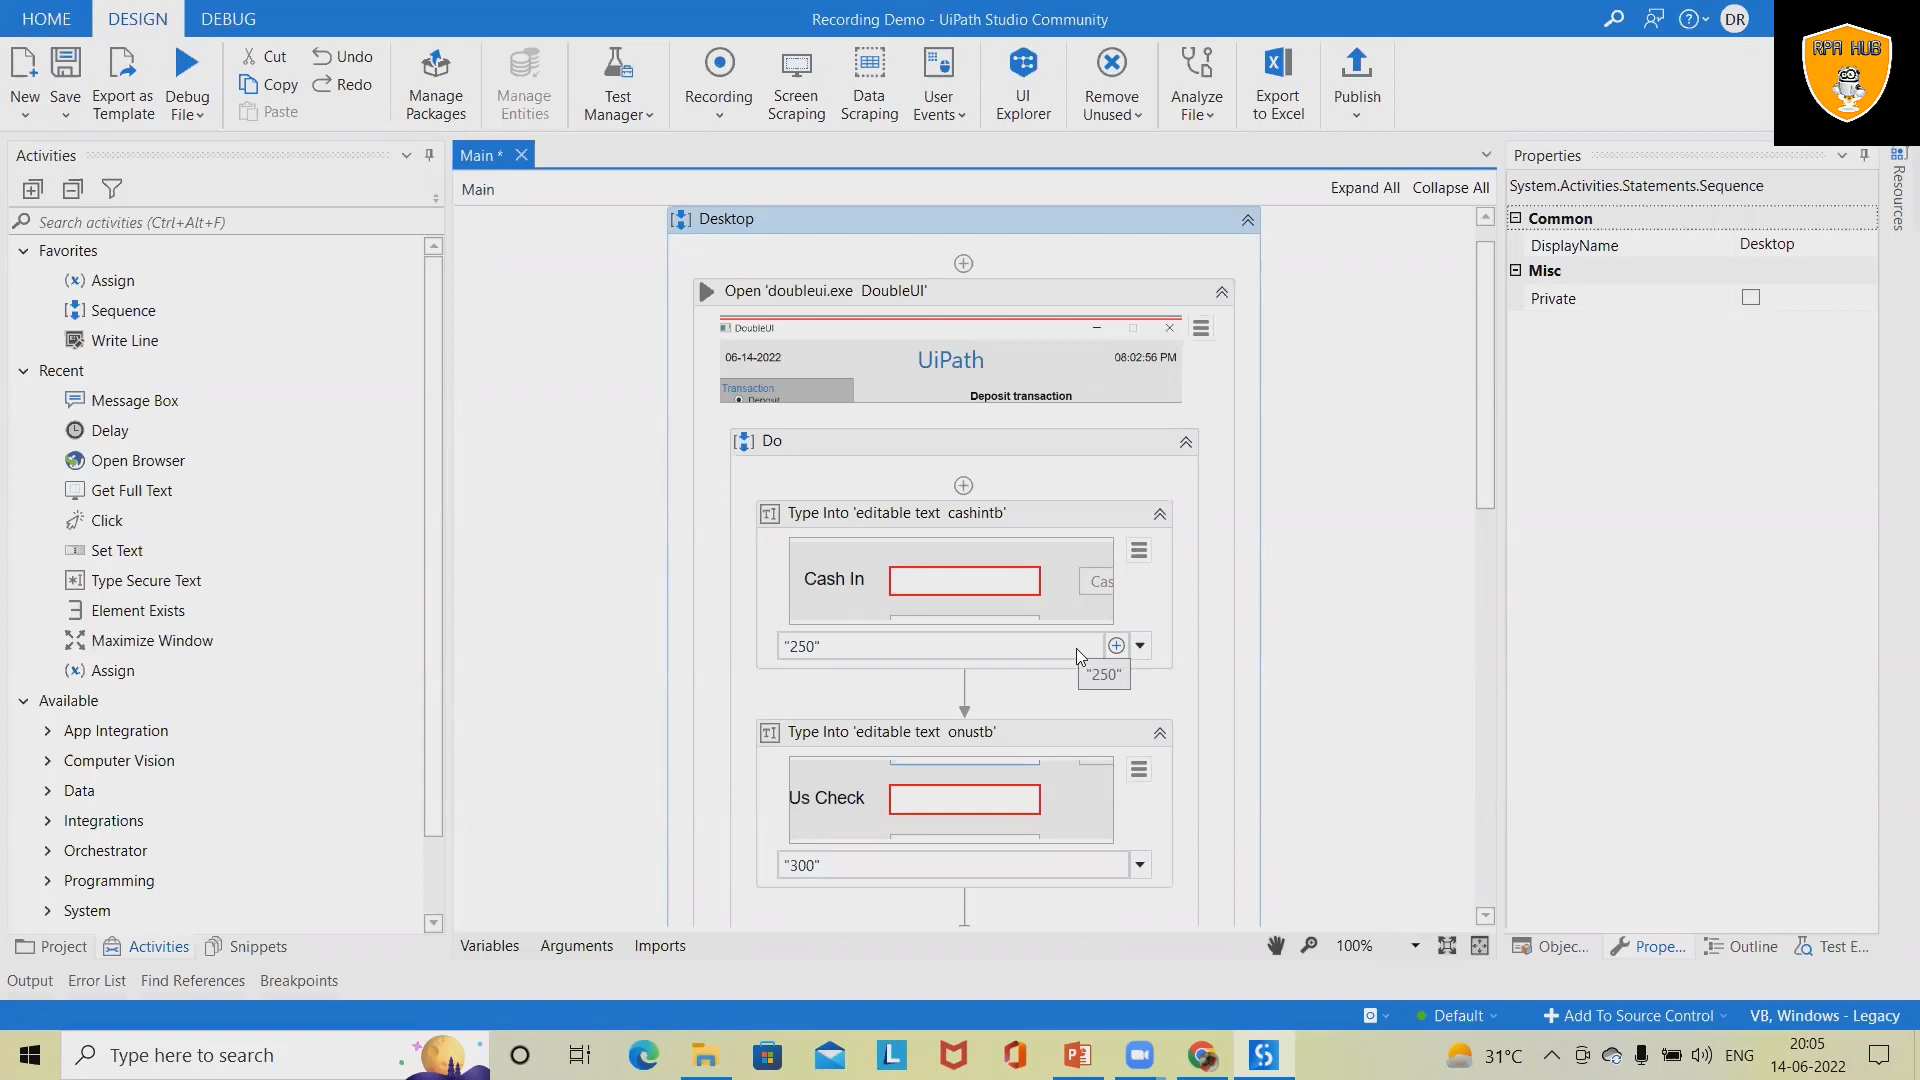 HOME DESIGN DEBUG
Recording Demo - UiPath Studio Community
DR
RPA HUB
New
Save
Export as Template
Debug File
Cut
Copy
Paste
Undo
Redo
Manage Packages
Manage Entities
Test Manager
Recording
Screen Scraping
Data Scraping
User Events
UI Explorer
Remove Unused
Analyze File
Export to Excel
Publish
Activities
Search activities (Ctrl+Alt+F)
Favorites
Assign
Sequence
Write Line
Recent
Message Box
Delay
Open Browser
Get Full Text
Click
Set Text
Type Secure Text
Element Exists
Maximize Window
Assign
Available
App Integration
Computer Vision
Data
Integrations
Orchestrator
Programming
System
Project Activities Snippets
Main *
Main
Expand All Collapse All
Desktop
Open 'doubleui.exe DoubleUI'
DoubleUI
06-14-2022 UiPath 08:02:56 PM
Transaction
Deposit
Deposit transaction
Do
Type Into 'editable text cashintb'
Cash In
Cas
"250"
"250"
Type Into 'editable text onustb'
Us Check
"300"
Variables Arguments Imports
100%
Properties
System.Activities.Statements.Sequence
Common
DisplayName Desktop
Misc
Private
Resources
Objec... Prope... Outline Test E...
Output Error List Find References Breakpoints
Default
Add To Source Control
VB, Windows - Legacy
Type here to search
31°C
ENG
20:05
14-06-2022